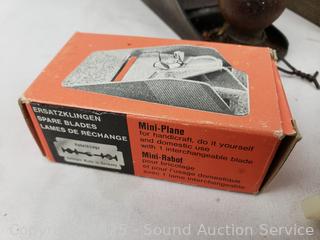 ERSATZKLINGEN
SPARE BLADES
LAMES DE RÉCHANGE
Mini-Plane
for handicraft, do it yourself
and domestic use
with 1 interchangeable blade
Mini-Rabot
pour bricolage
et pour l'usage domestique
avec 1 lame interchangeable
Sound Auction Service